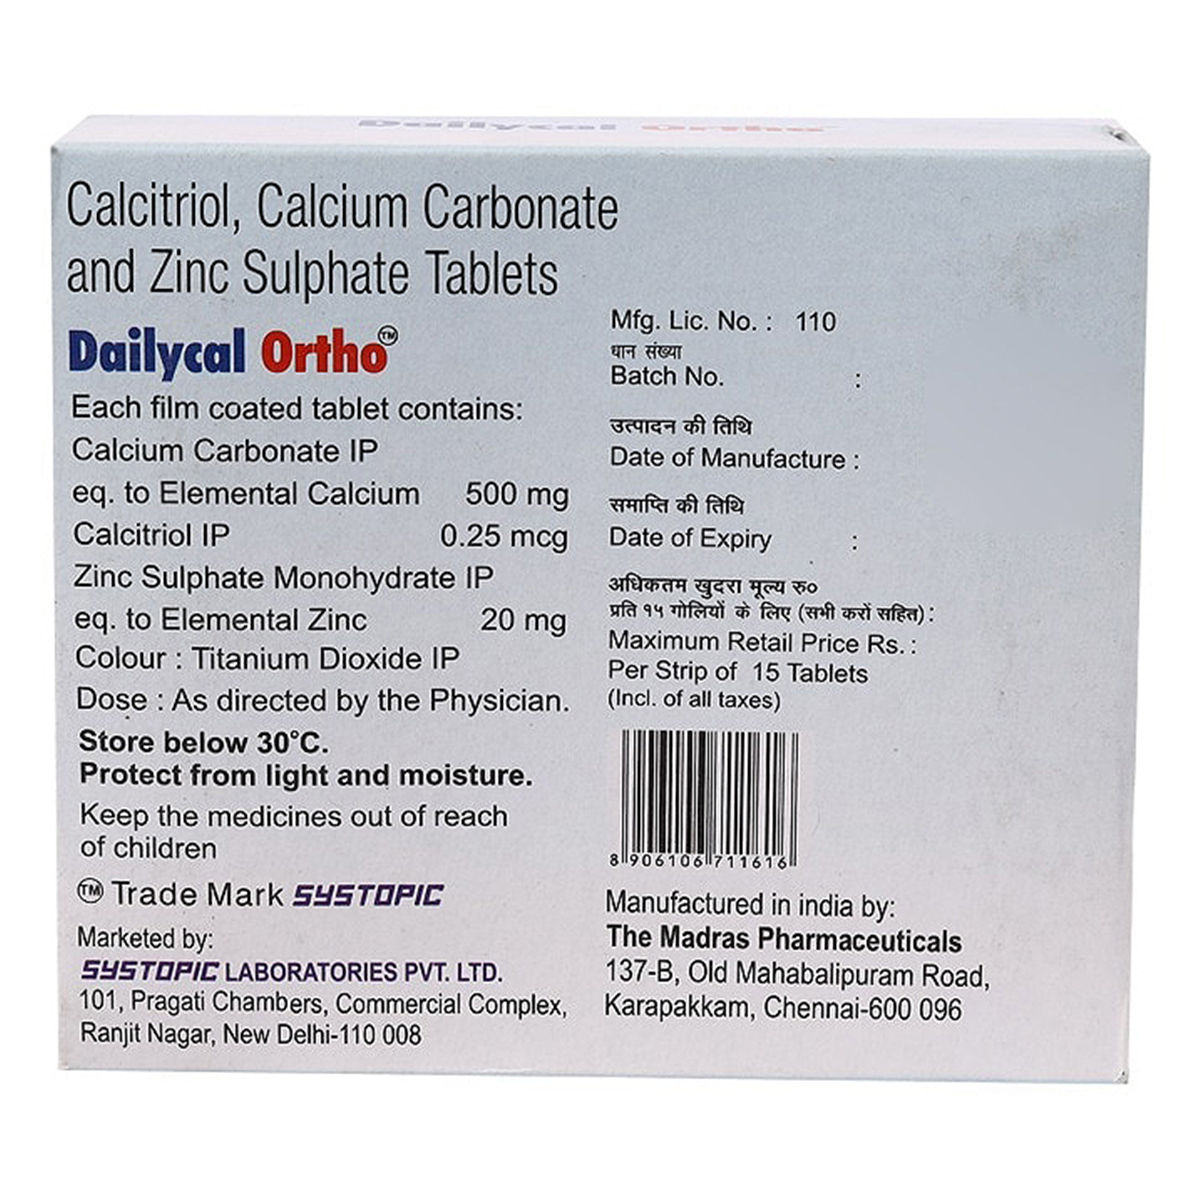 Dailycal Ortho
Calcitriol, Calcium Carbonate
and Zinc Sulphate Tablets
Dailycal Ortho™
Each film coated tablet contains:
Calcium Carbonate IP
eq. to Elemental Calcium 500 mg
Calcitriol IP 0.25 mcg
Zinc Sulphate Monohydrate IP
eq. to Elemental Zinc 20 mg
Colour : Titanium Dioxide IP
Dose : As directed by the Physician.
Store below 30°C.
Protect from light and moisture.
Keep the medicines out of reach
of children
™ Trade Mark SYSTOPIC
Marketed by:
SYSTOPIC LABORATORIES PVT. LTD.
101, Pragati Chambers, Commercial Complex,
Ranjit Nagar, New Delhi-110 008
Mfg. Lic. No. : 110
घान संख्या
Batch No. :
उत्पादन की तिथि
Date of Manufacture :
समाप्ति की तिथि
Date of Expiry :
अधिकतम खुदरा मूल्य रु०
प्रति १५ गोलियों के लिए (सभी करों सहित) :
Maximum Retail Price Rs. :
Per Strip of 15 Tablets
(Incl. of all taxes)
8 906106 711616
Manufactured in india by:
The Madras Pharmaceuticals
137-B, Old Mahabalipuram Road,
Karapakkam, Chennai-600 096